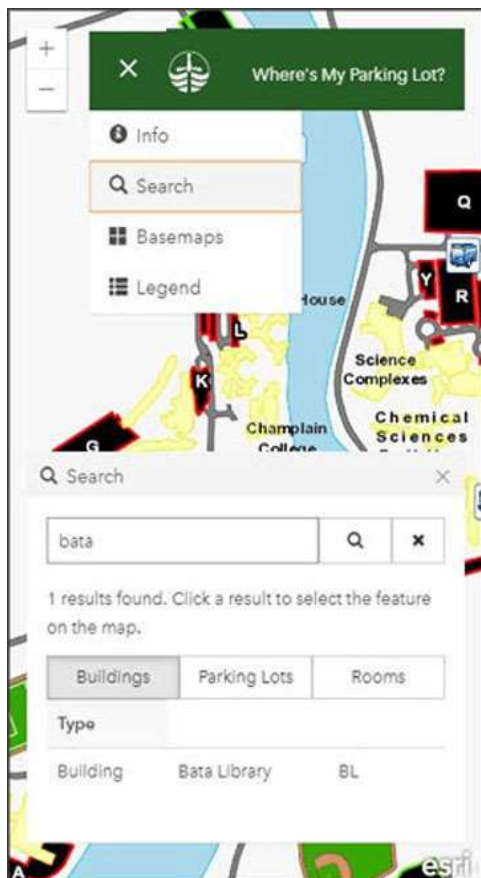 +
−
× Where's My Parking Lot?
Info
Search
Basemaps
Legend
Q
Y
R
House
L
K
G
Science
Complexes
Champlain
College
Chemical
Sciences
Search ×
bata
1 results found. Click a result to select the feature
on the map.
Buildings Parking Lots Rooms
Type
Building Bata Library BL
A
esri